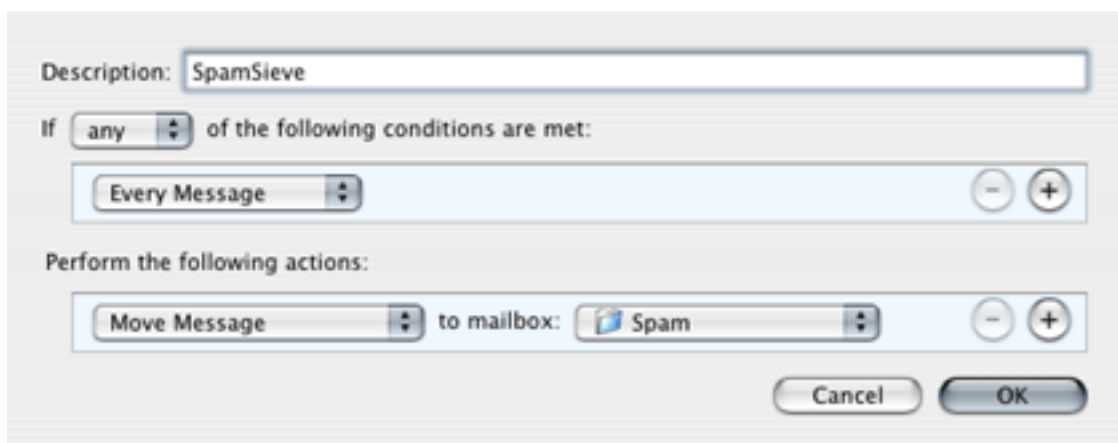 Description: SpamSieve
If any of the following conditions are met:
Every Message
Perform the following actions:
Move Message to mailbox: Spam
Cancel OK